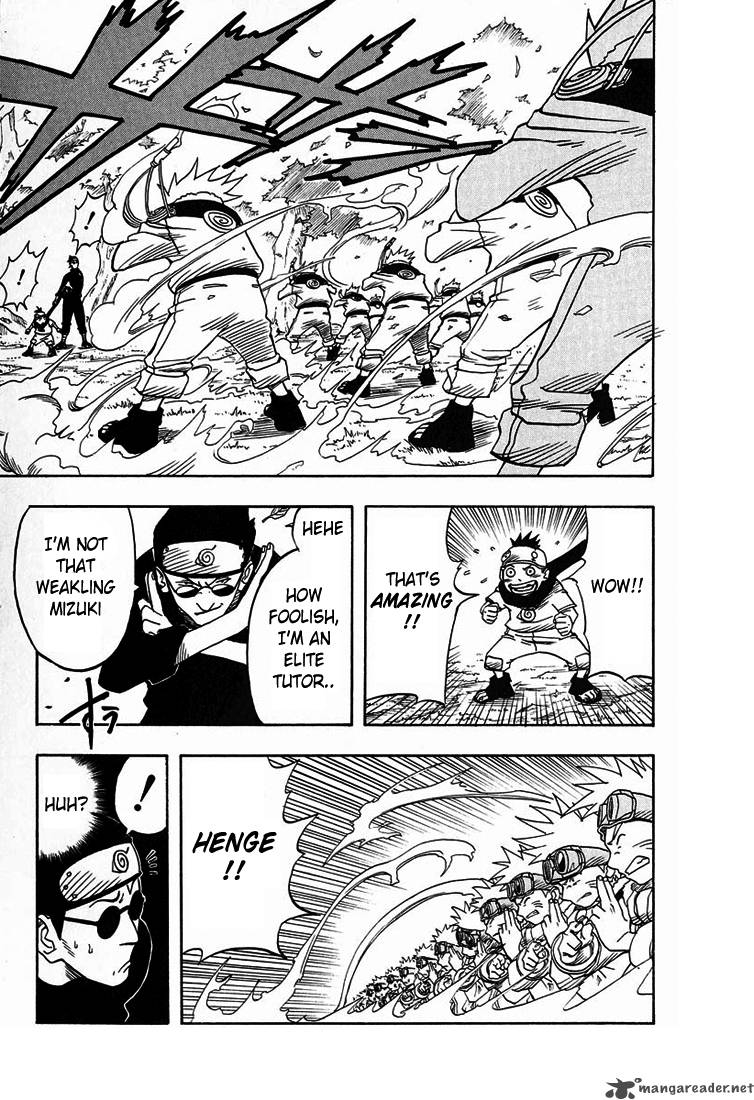 !
!
WOW!!
THAT'S
AMAZING
!!
HEHE
HOW
FOOLISH,
I'M AN
ELITE
TUTOR..
I'M NOT
THAT
WEAKLING
MIZUKI
HENGE
!!
!
HUH?
mangareader.net